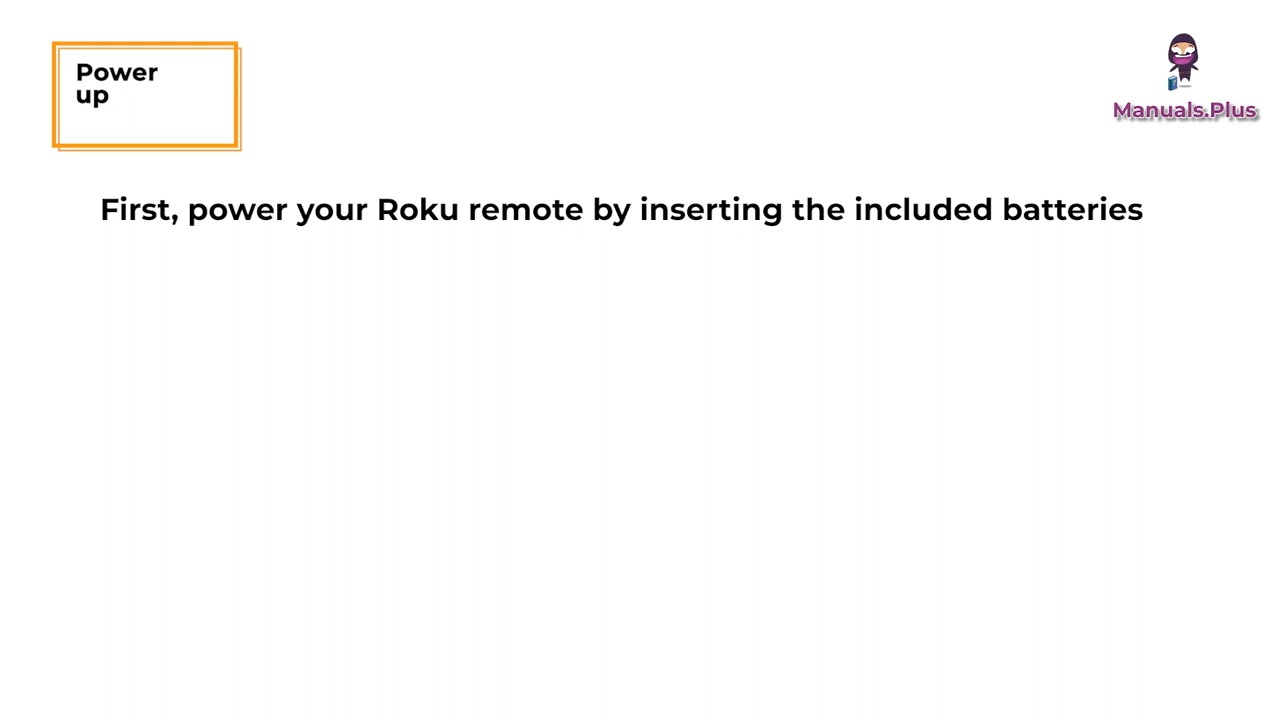 Power
up
Manuals.Plus
First, power your Roku remote by inserting the included batteries